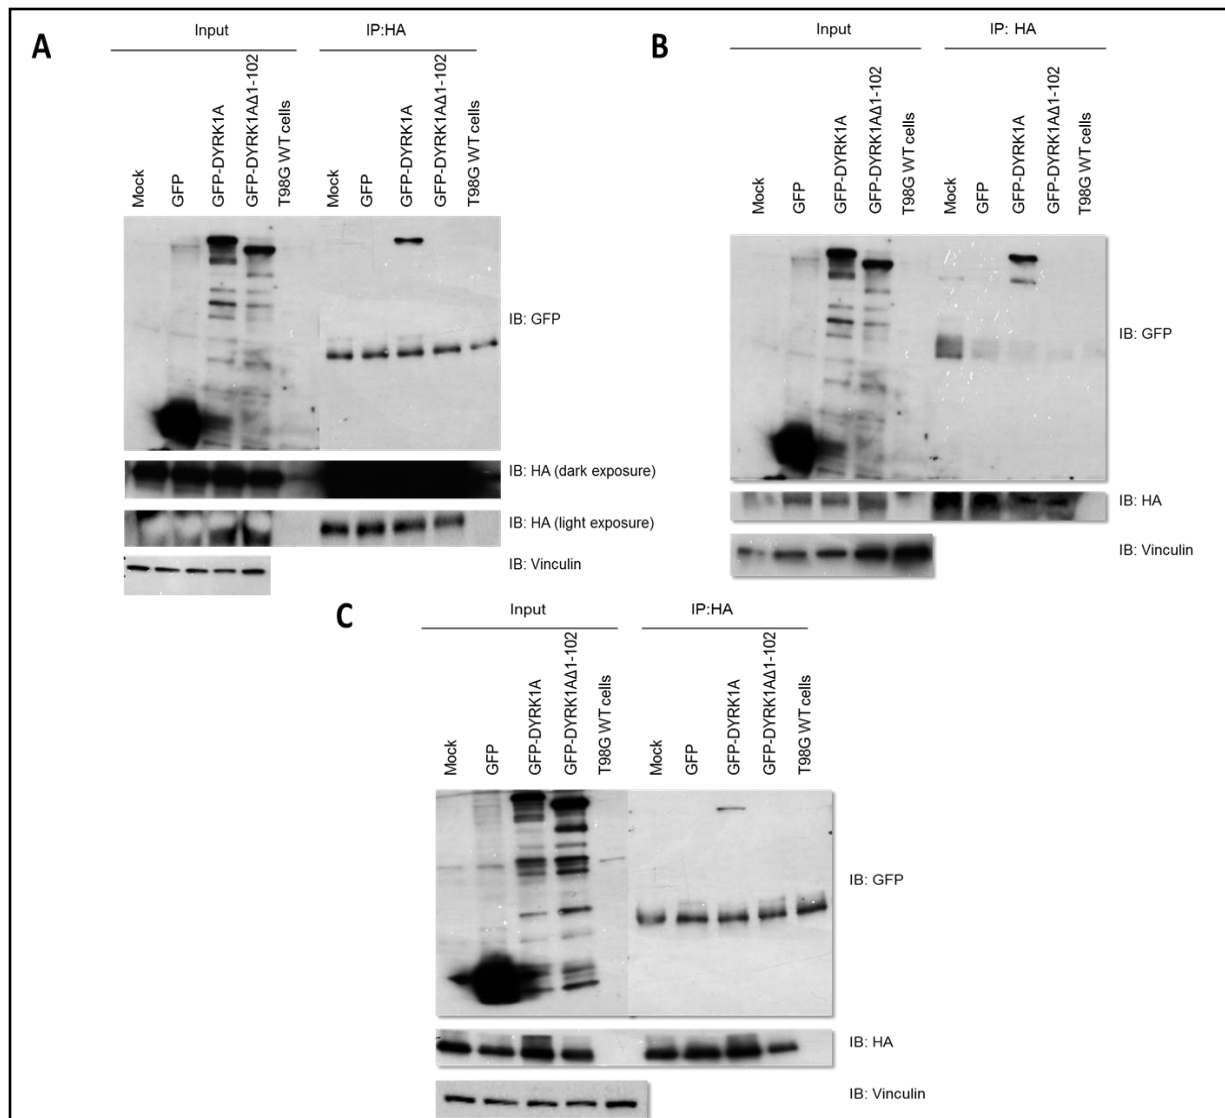 A
Input
IP:HA
Mock
GFP
GFP-DYRK1A
GFP-DYRK1AΔ1-102
T98G WT cells
Mock
GFP
GFP-DYRK1A
GFP-DYRK1AΔ1-102
T98G WT cells
IB: GFP
IB: HA (dark exposure)
IB: HA (light exposure)
IB: Vinculin
B
Input
IP: HA
Mock
GFP
GFP-DYRK1A
GFP-DYRK1AΔ1-102
T98G WT cells
Mock
GFP
GFP-DYRK1A
GFP-DYRK1AΔ1-102
T98G WT cells
IB: GFP
IB: HA
IB: Vinculin
C
Input
IP:HA
Mock
GFP
GFP-DYRK1A
GFP-DYRK1AΔ1-102
T98G WT cells
Mock
GFP
GFP-DYRK1A
GFP-DYRK1AΔ1-102
T98G WT cells
IB: GFP
IB: HA
IB: Vinculin